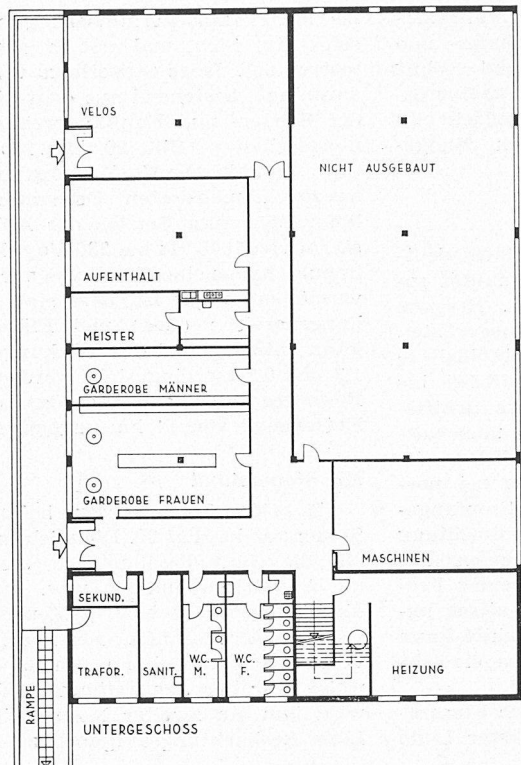 VELOS
NICHT AUSGEBAUT
AUFENTHALT
MEISTER
GARDEROBE MÄNNER
GARDEROBE FRAUEN
MASCHINEN
SEKUND.
TRAFOR.
SANIT.
W.C.
M.
W.C.
F.
HEIZUNG
RAMPE
UNTERGESCHOSS